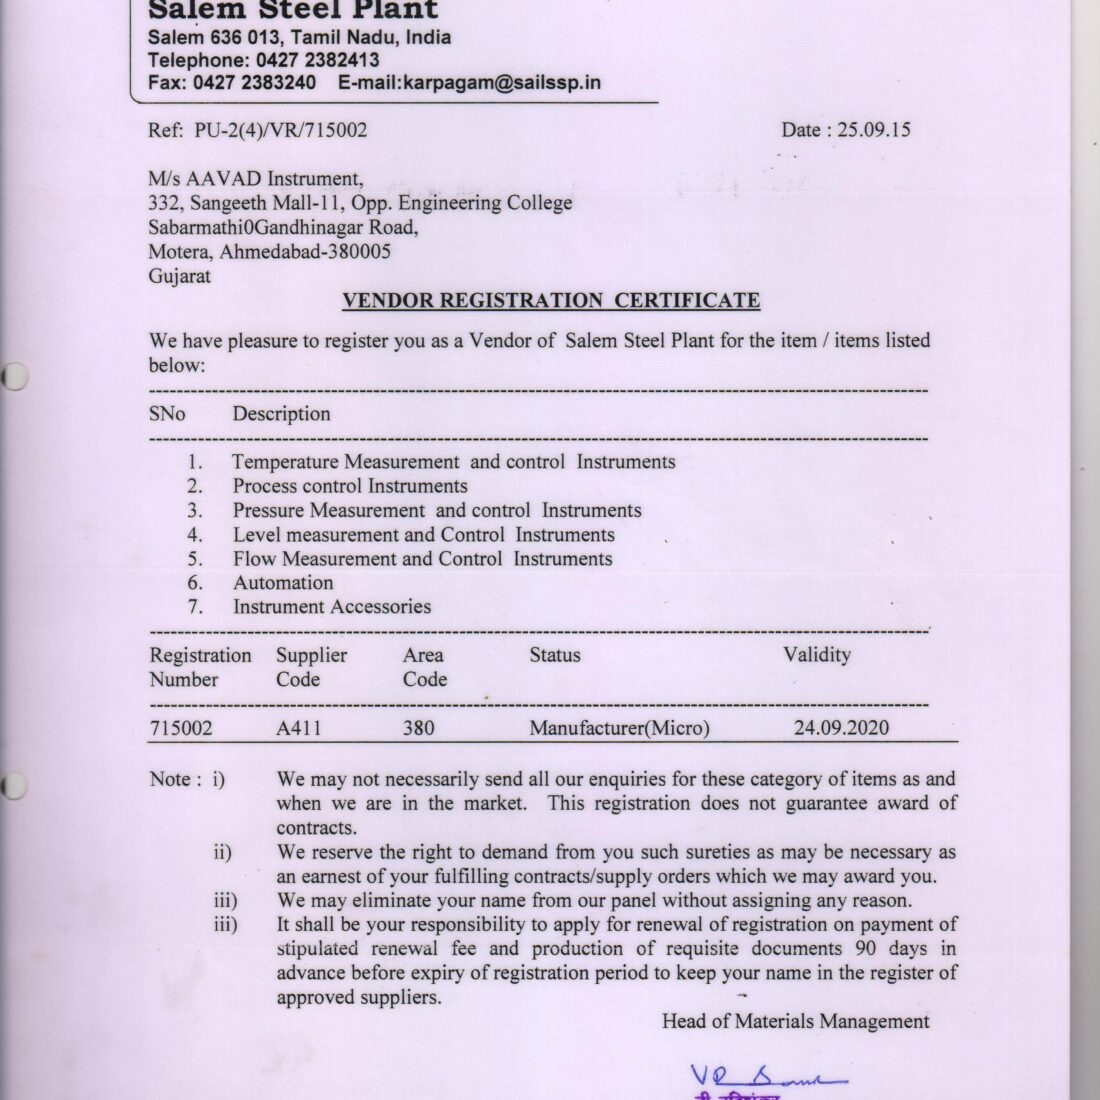 Salem Steel Plant
Salem 636 013, Tamil Nadu, India
Telephone: 0427 2382413
Fax: 0427 2383240 E-mail:karpagam@sailssp.in
Ref: PU-2(4)/VR/715002 Date : 25.09.15
M/s AAVAD Instrument,
332, Sangeeth Mall-11, Opp. Engineering College
Sabarmathi0Gandhinagar Road,
Motera, Ahmedabad-380005
Gujarat
VENDOR REGISTRATION CERTIFICATE
We have pleasure to register you as a Vendor of Salem Steel Plant for the item / items listed
below:
SNo Description
1. Temperature Measurement and control Instruments
2. Process control Instruments
3. Pressure Measurement and control Instruments
4. Level measurement and Control Instruments
5. Flow Measurement and Control Instruments
6. Automation
7. Instrument Accessories
Registration Supplier Area Status Validity
Number Code Code
715002 A411 380 Manufacturer(Micro) 24.09.2020
Note : i) We may not necessarily send all our enquiries for these category of items as and
when we are in the market. This registration does not guarantee award of
contracts.
ii) We reserve the right to demand from you such sureties as may be necessary as
an earnest of your fulfilling contracts/supply orders which we may award you.
iii) We may eliminate your name from our panel without assigning any reason.
iii) It shall be your responsibility to apply for renewal of registration on payment of
stipulated renewal fee and production of requisite documents 90 days in
advance before expiry of registration period to keep your name in the register of
approved suppliers.
Head of Materials Management